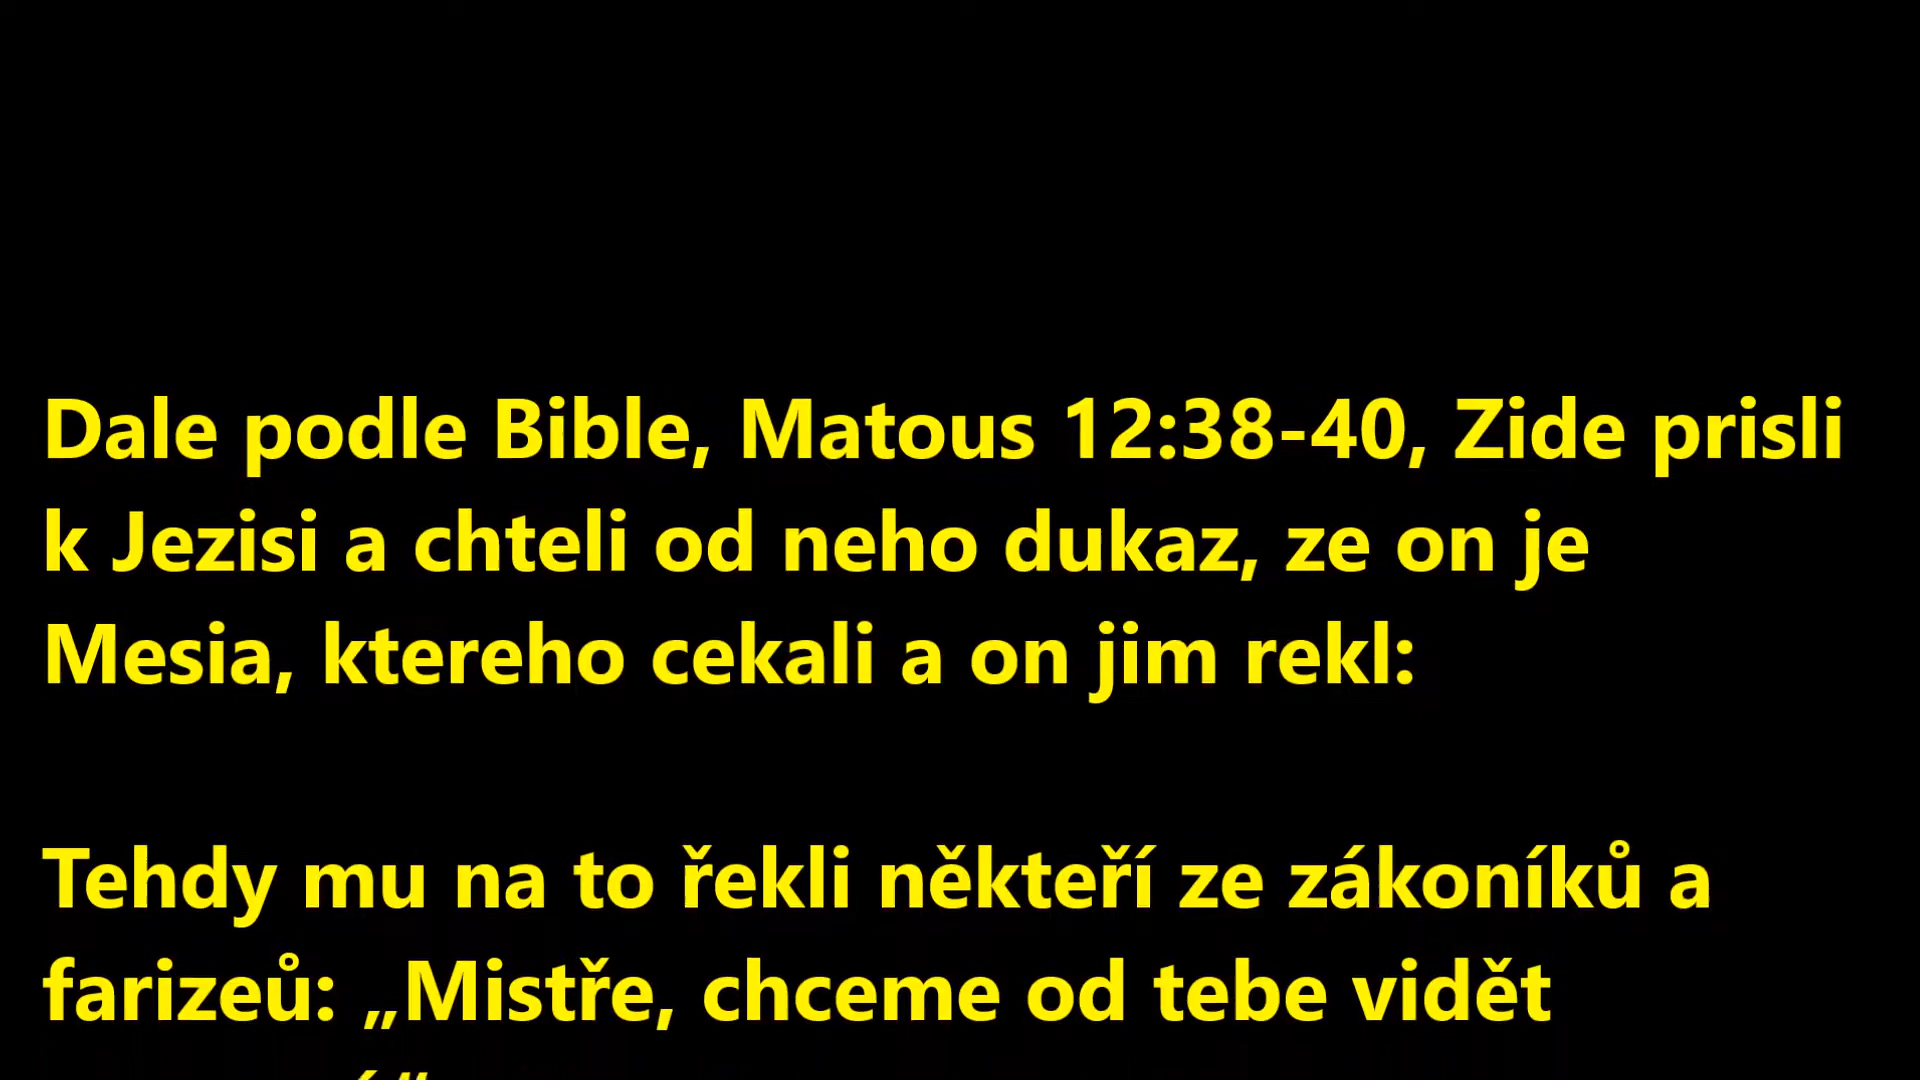 Dale podle Bible, Matous 12:38-40, Zide prisli
k Jezisi a chteli od neho dukaz, ze on je
Mesia, ktereho cekali a on jim rekl:
Tehdy mu na to řekli někteří ze zákoníků a
farizeů: „Mistře, chceme od tebe vidět